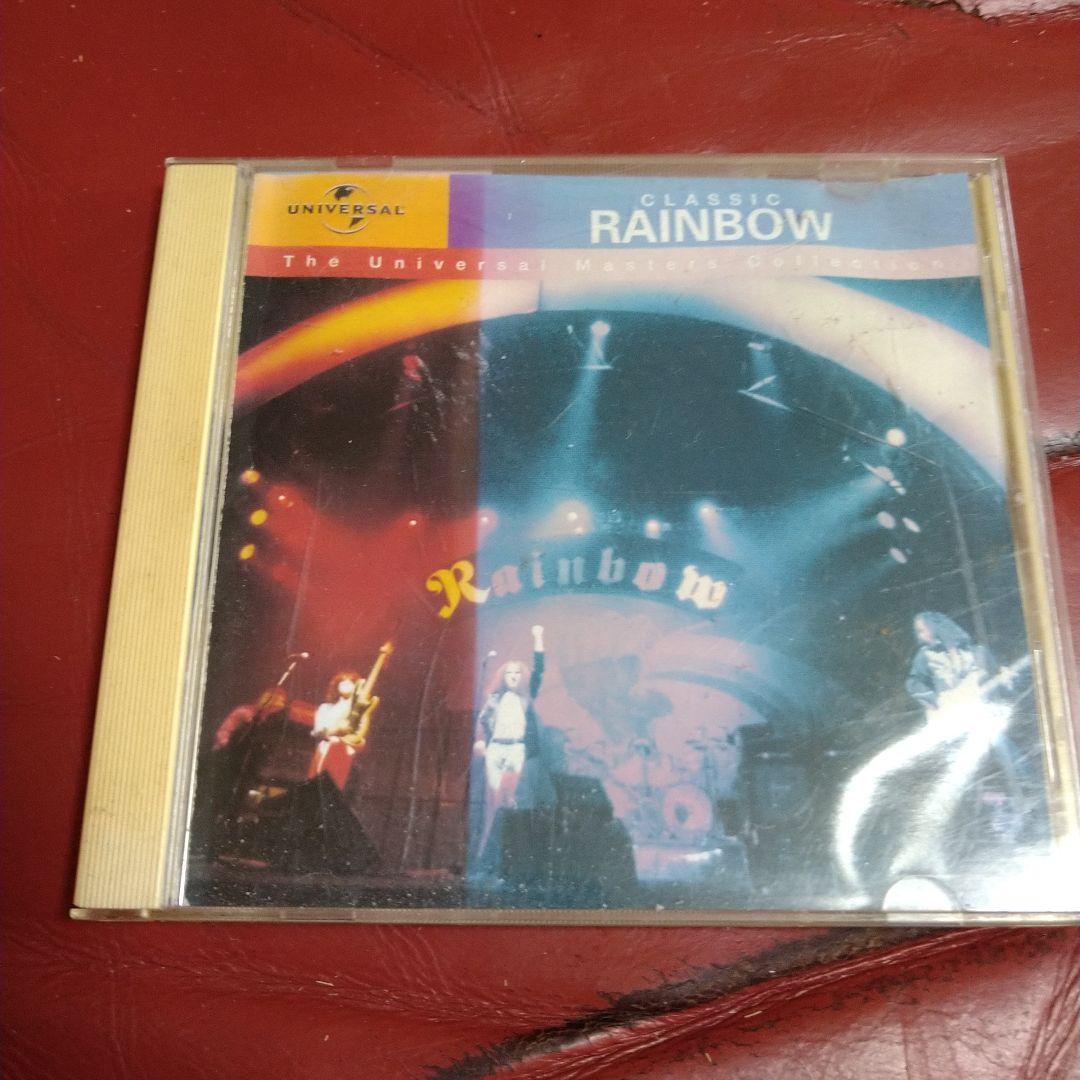 UNIVERSAL
CLASSIC
RAINBOW
The Universal Masters Collection
Rainbow